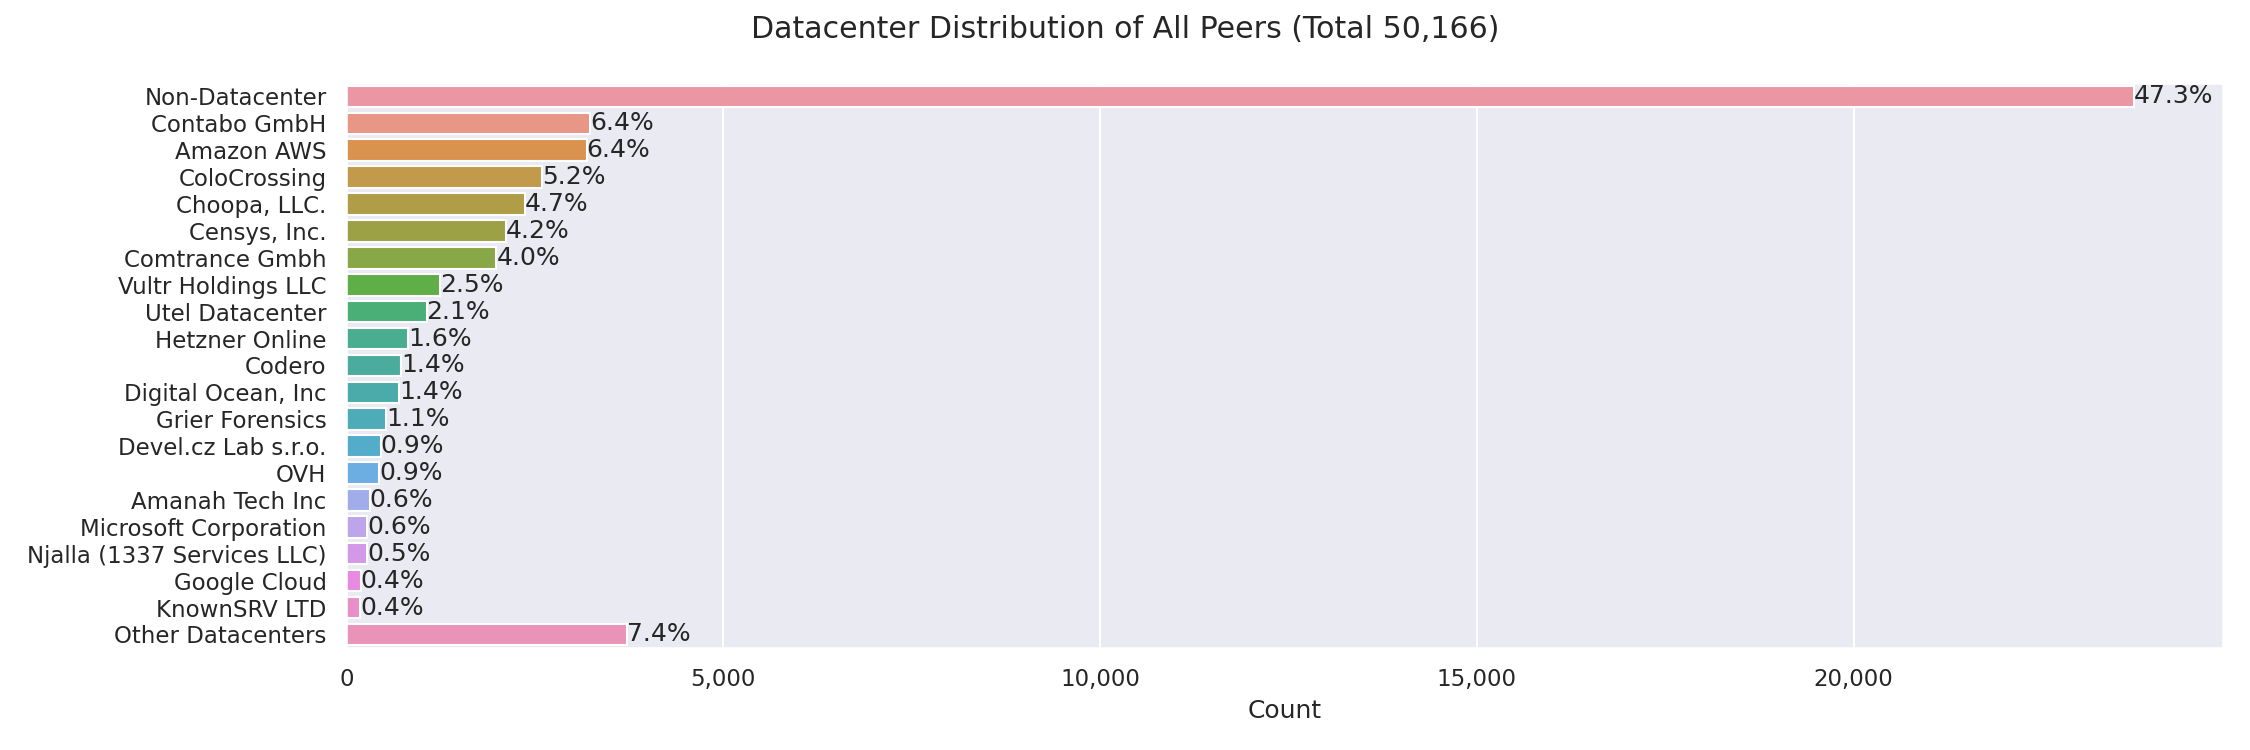 Datacenter Distribution of All Peers (Total 50,166)
Non-Datacenter 47.3%
Contabo GmbH 6.4%
Amazon AWS 6.4%
ColoCrossing 5.2%
Choopa, LLC. 4.7%
Censys, Inc. 4.2%
Comtrance Gmbh 4.0%
Vultr Holdings LLC 2.5%
Utel Datacenter 2.1%
Hetzner Online 1.6%
Codero 1.4%
Digital Ocean, Inc 1.4%
Grier Forensics 1.1%
Devel.cz Lab s.r.o. 0.9%
OVH 0.9%
Amanah Tech Inc 0.6%
Microsoft Corporation 0.6%
Njalla (1337 Services LLC) 0.5%
Google Cloud 0.4%
KnownSRV LTD 0.4%
Other Datacenters 7.4%
0 5,000 10,000 15,000 20,000
Count